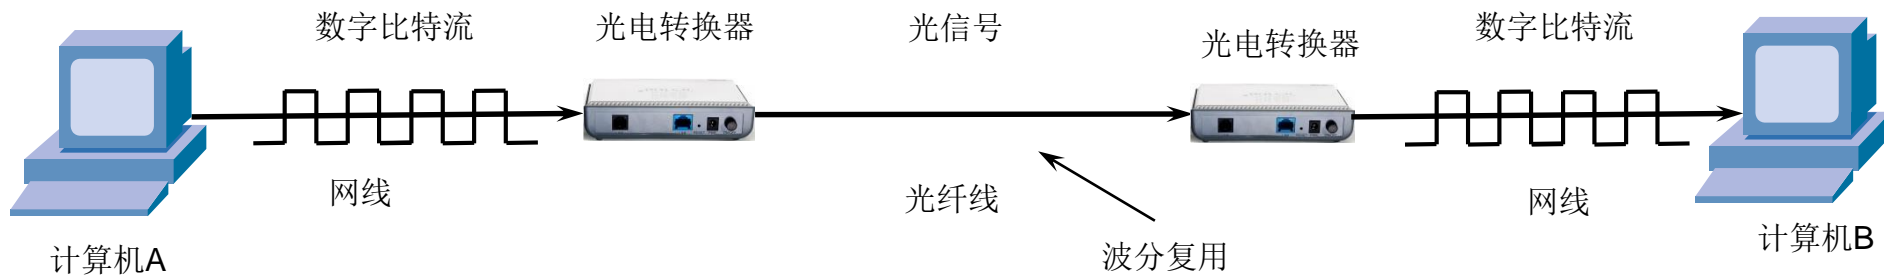 数字比特流
光电转换器
光信号
光电转换器
数字比特流
网线
光纤线
网线
计算机A
波分复用
计算机B